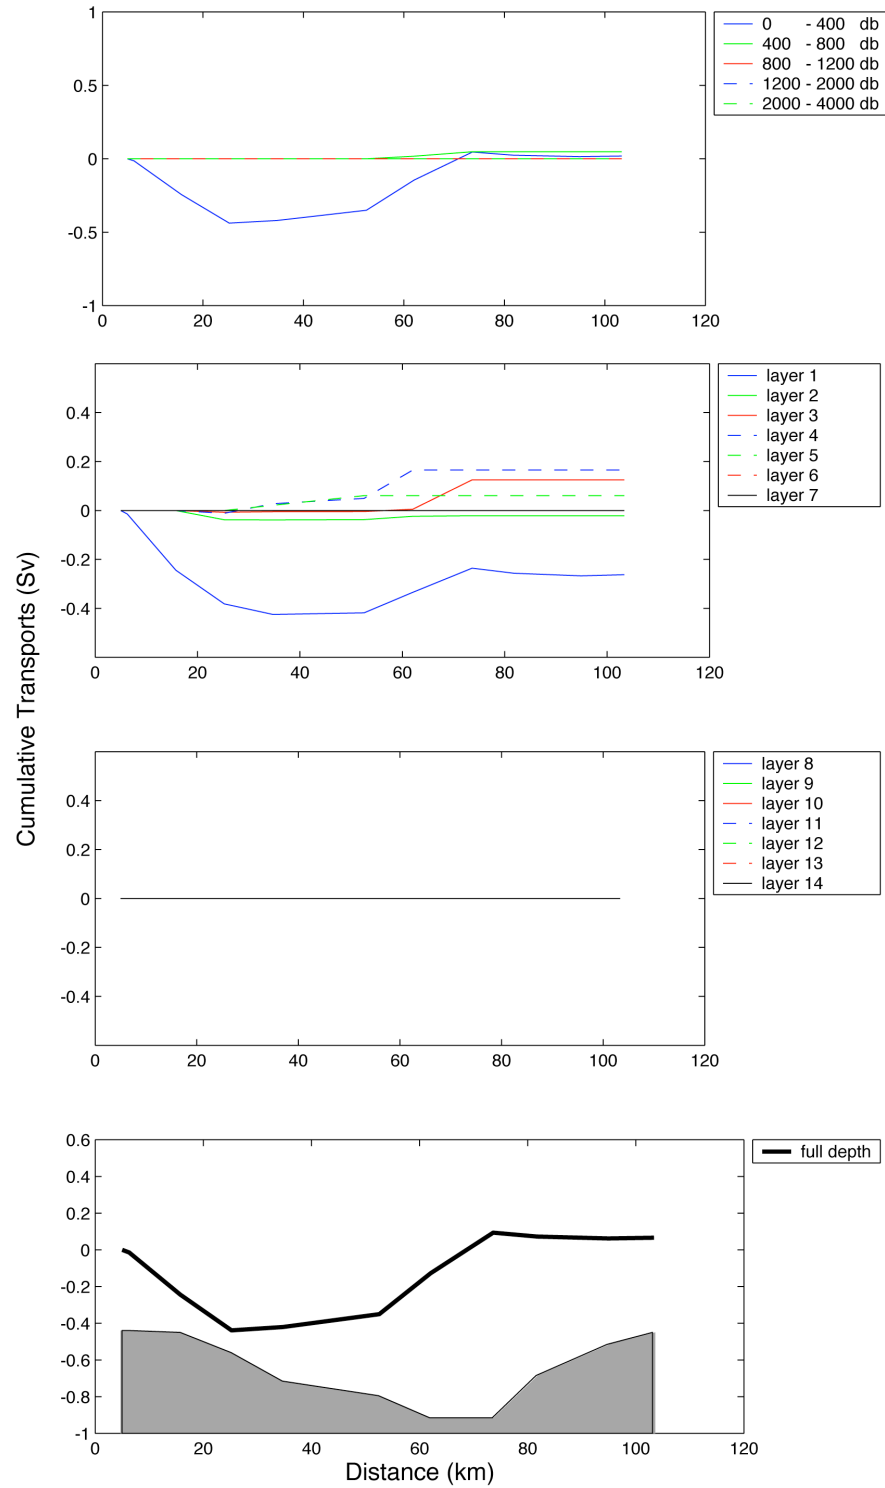 1
0.5
0
-0.5
-1
0 20 40 60 80 100 120
0 - 400 db
400 - 800 db
800 - 1200 db
1200 - 2000 db
2000 - 4000 db
0.4
0.2
0
-0.2
-0.4
0 20 40 60 80 100 120
layer 1
layer 2
layer 3
layer 4
layer 5
layer 6
layer 7
Cumulative Transports (Sv)
0.4
0.2
0
-0.2
-0.4
0 20 40 60 80 100 120
layer 8
layer 9
layer 10
layer 11
layer 12
layer 13
layer 14
0.6
0.4
0.2
0
-0.2
-0.4
-0.6
-0.8
-1
0 20 40 60 80 100 120
full depth
Distance (km)